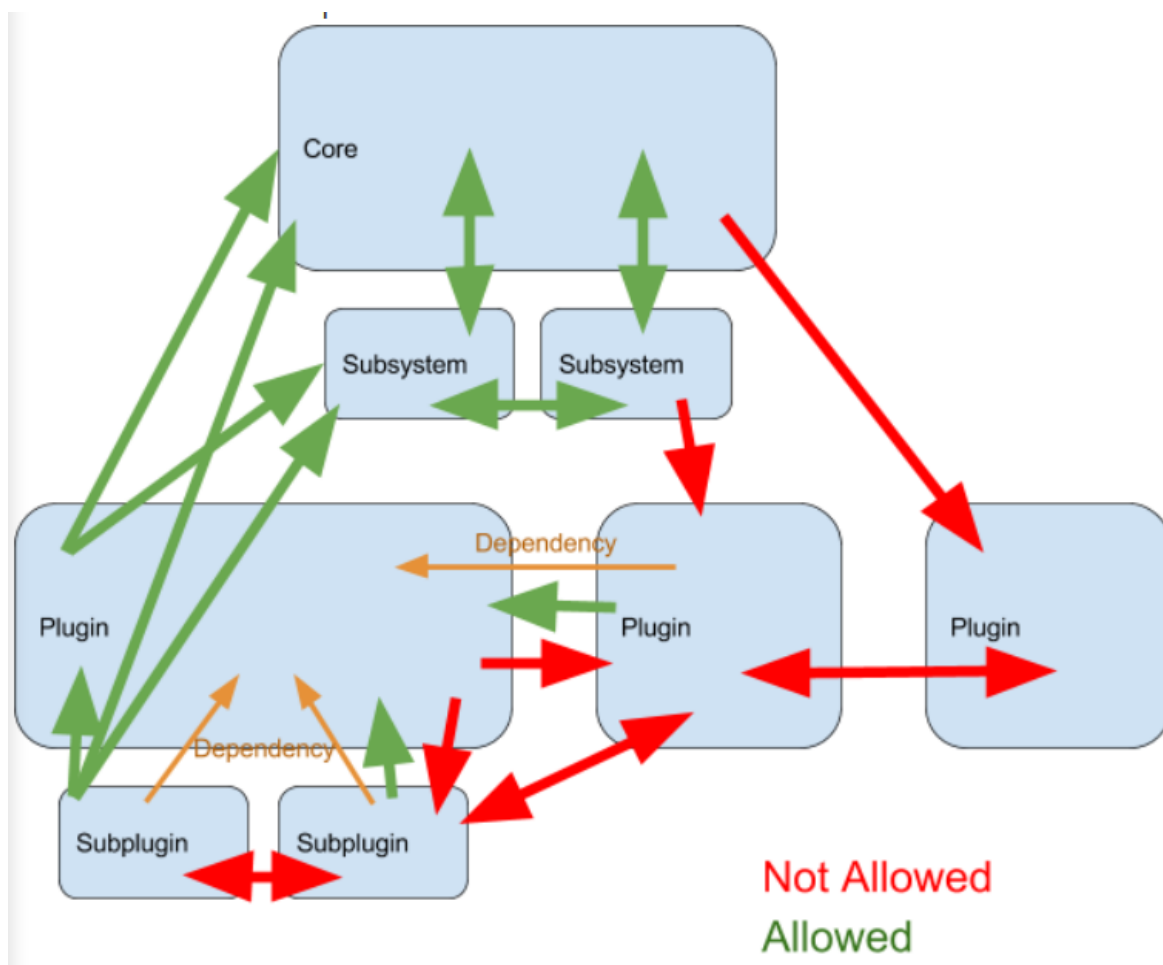 Core
Subsystem
Subsystem
Dependency
Plugin
Plugin
Plugin
Dependency
Subplugin
Subplugin
Not Allowed
Allowed